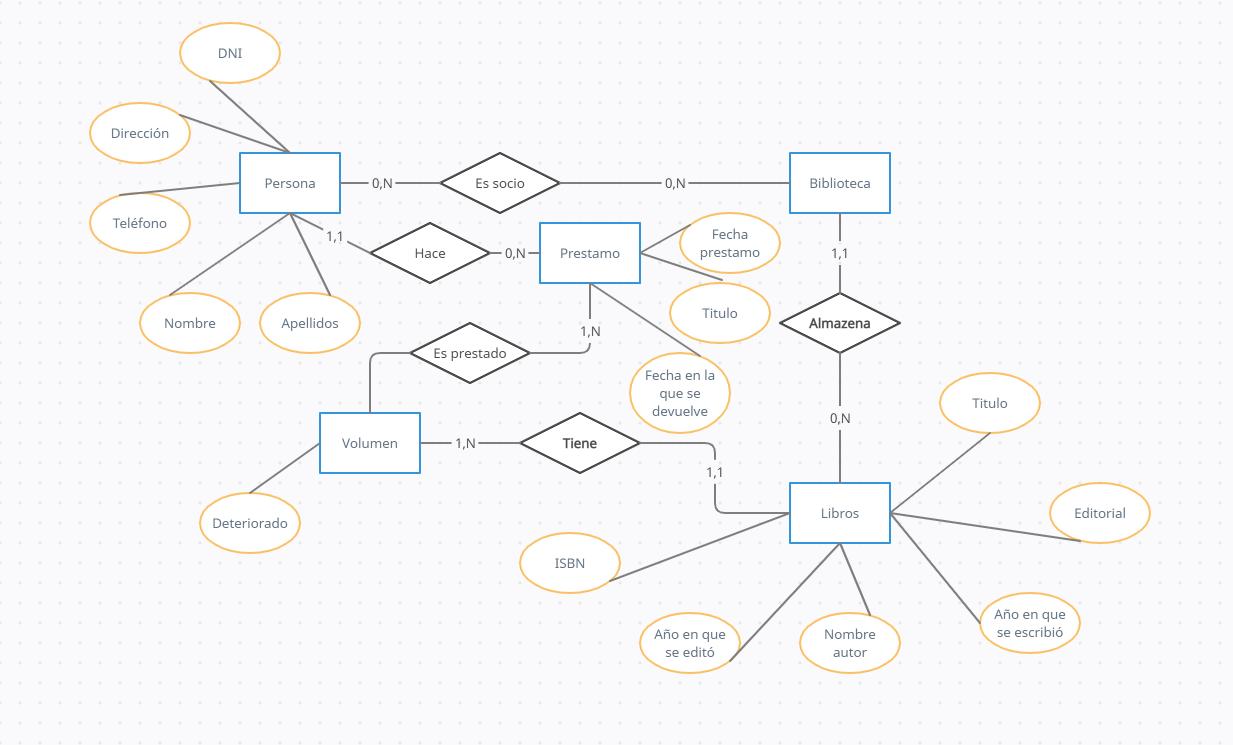 DNI
Dirección
Persona
0,N
Es socio
0,N
Biblioteca
Teléfono
1,1
Hace
0,N
Prestamo
Fecha
prestamo
1,1
Nombre
Apellidos
Titulo
Almazena
1,N
Es prestado
Fecha en la
que se
devuelve
Titulo
0,N
Volumen
1,N
Tiene
1,1
Deteriorado
Libros
Editorial
ISBN
Año en que
se editó
Nombre
autor
Año en que
se escribió